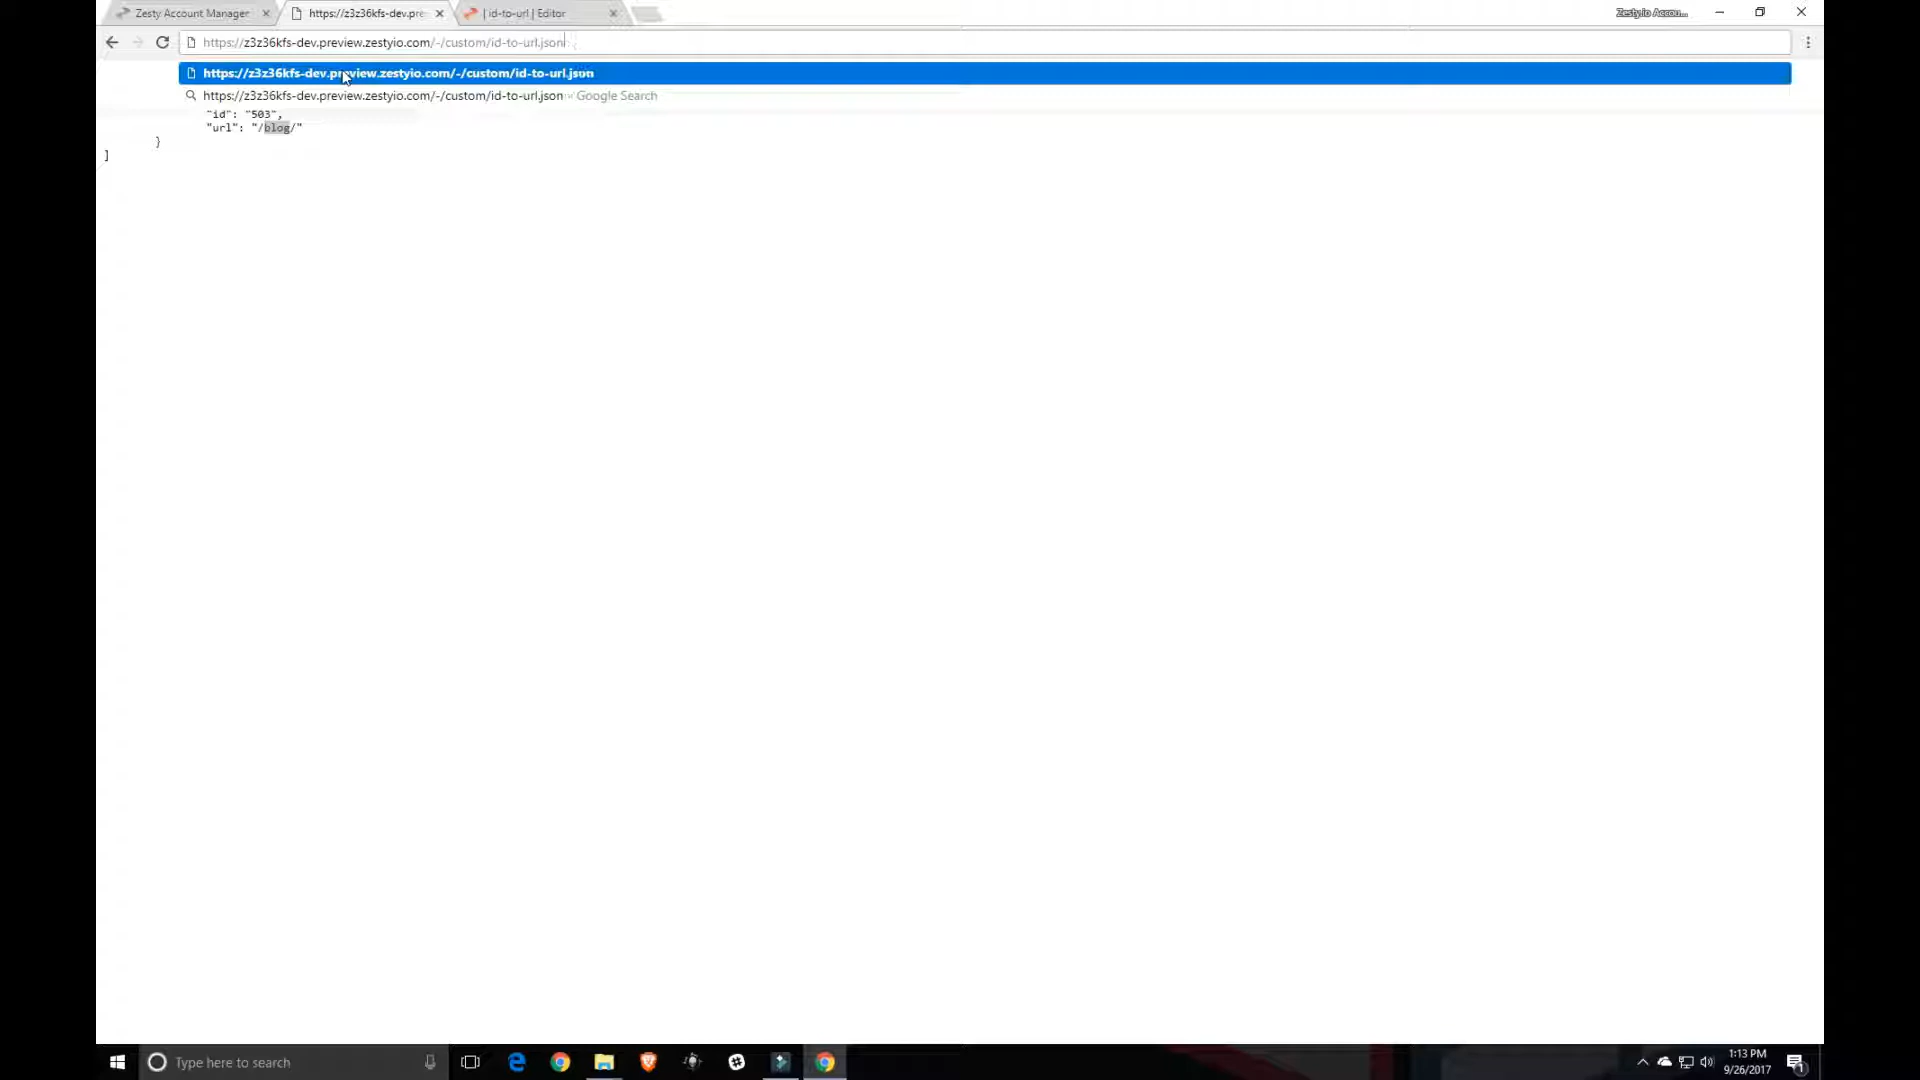 Zesty Account Manager
https://z3z36kfs-dev.pre
| id-to-url | Editor
Zesty.io Accou...
https://z3z36kfs-dev.preview.zestyio.com/-/custom/id-to-url.json
https://z3z36kfs-dev.preview.zestyio.com/-/custom/id-to-url.json
https://z3z36kfs-dev.preview.zestyio.com/-/custom/id-to-url.json - Google Search
"id": "503",
"url": "/blog/"
}
]
Type here to search
1:13 PM
9/26/2017
1